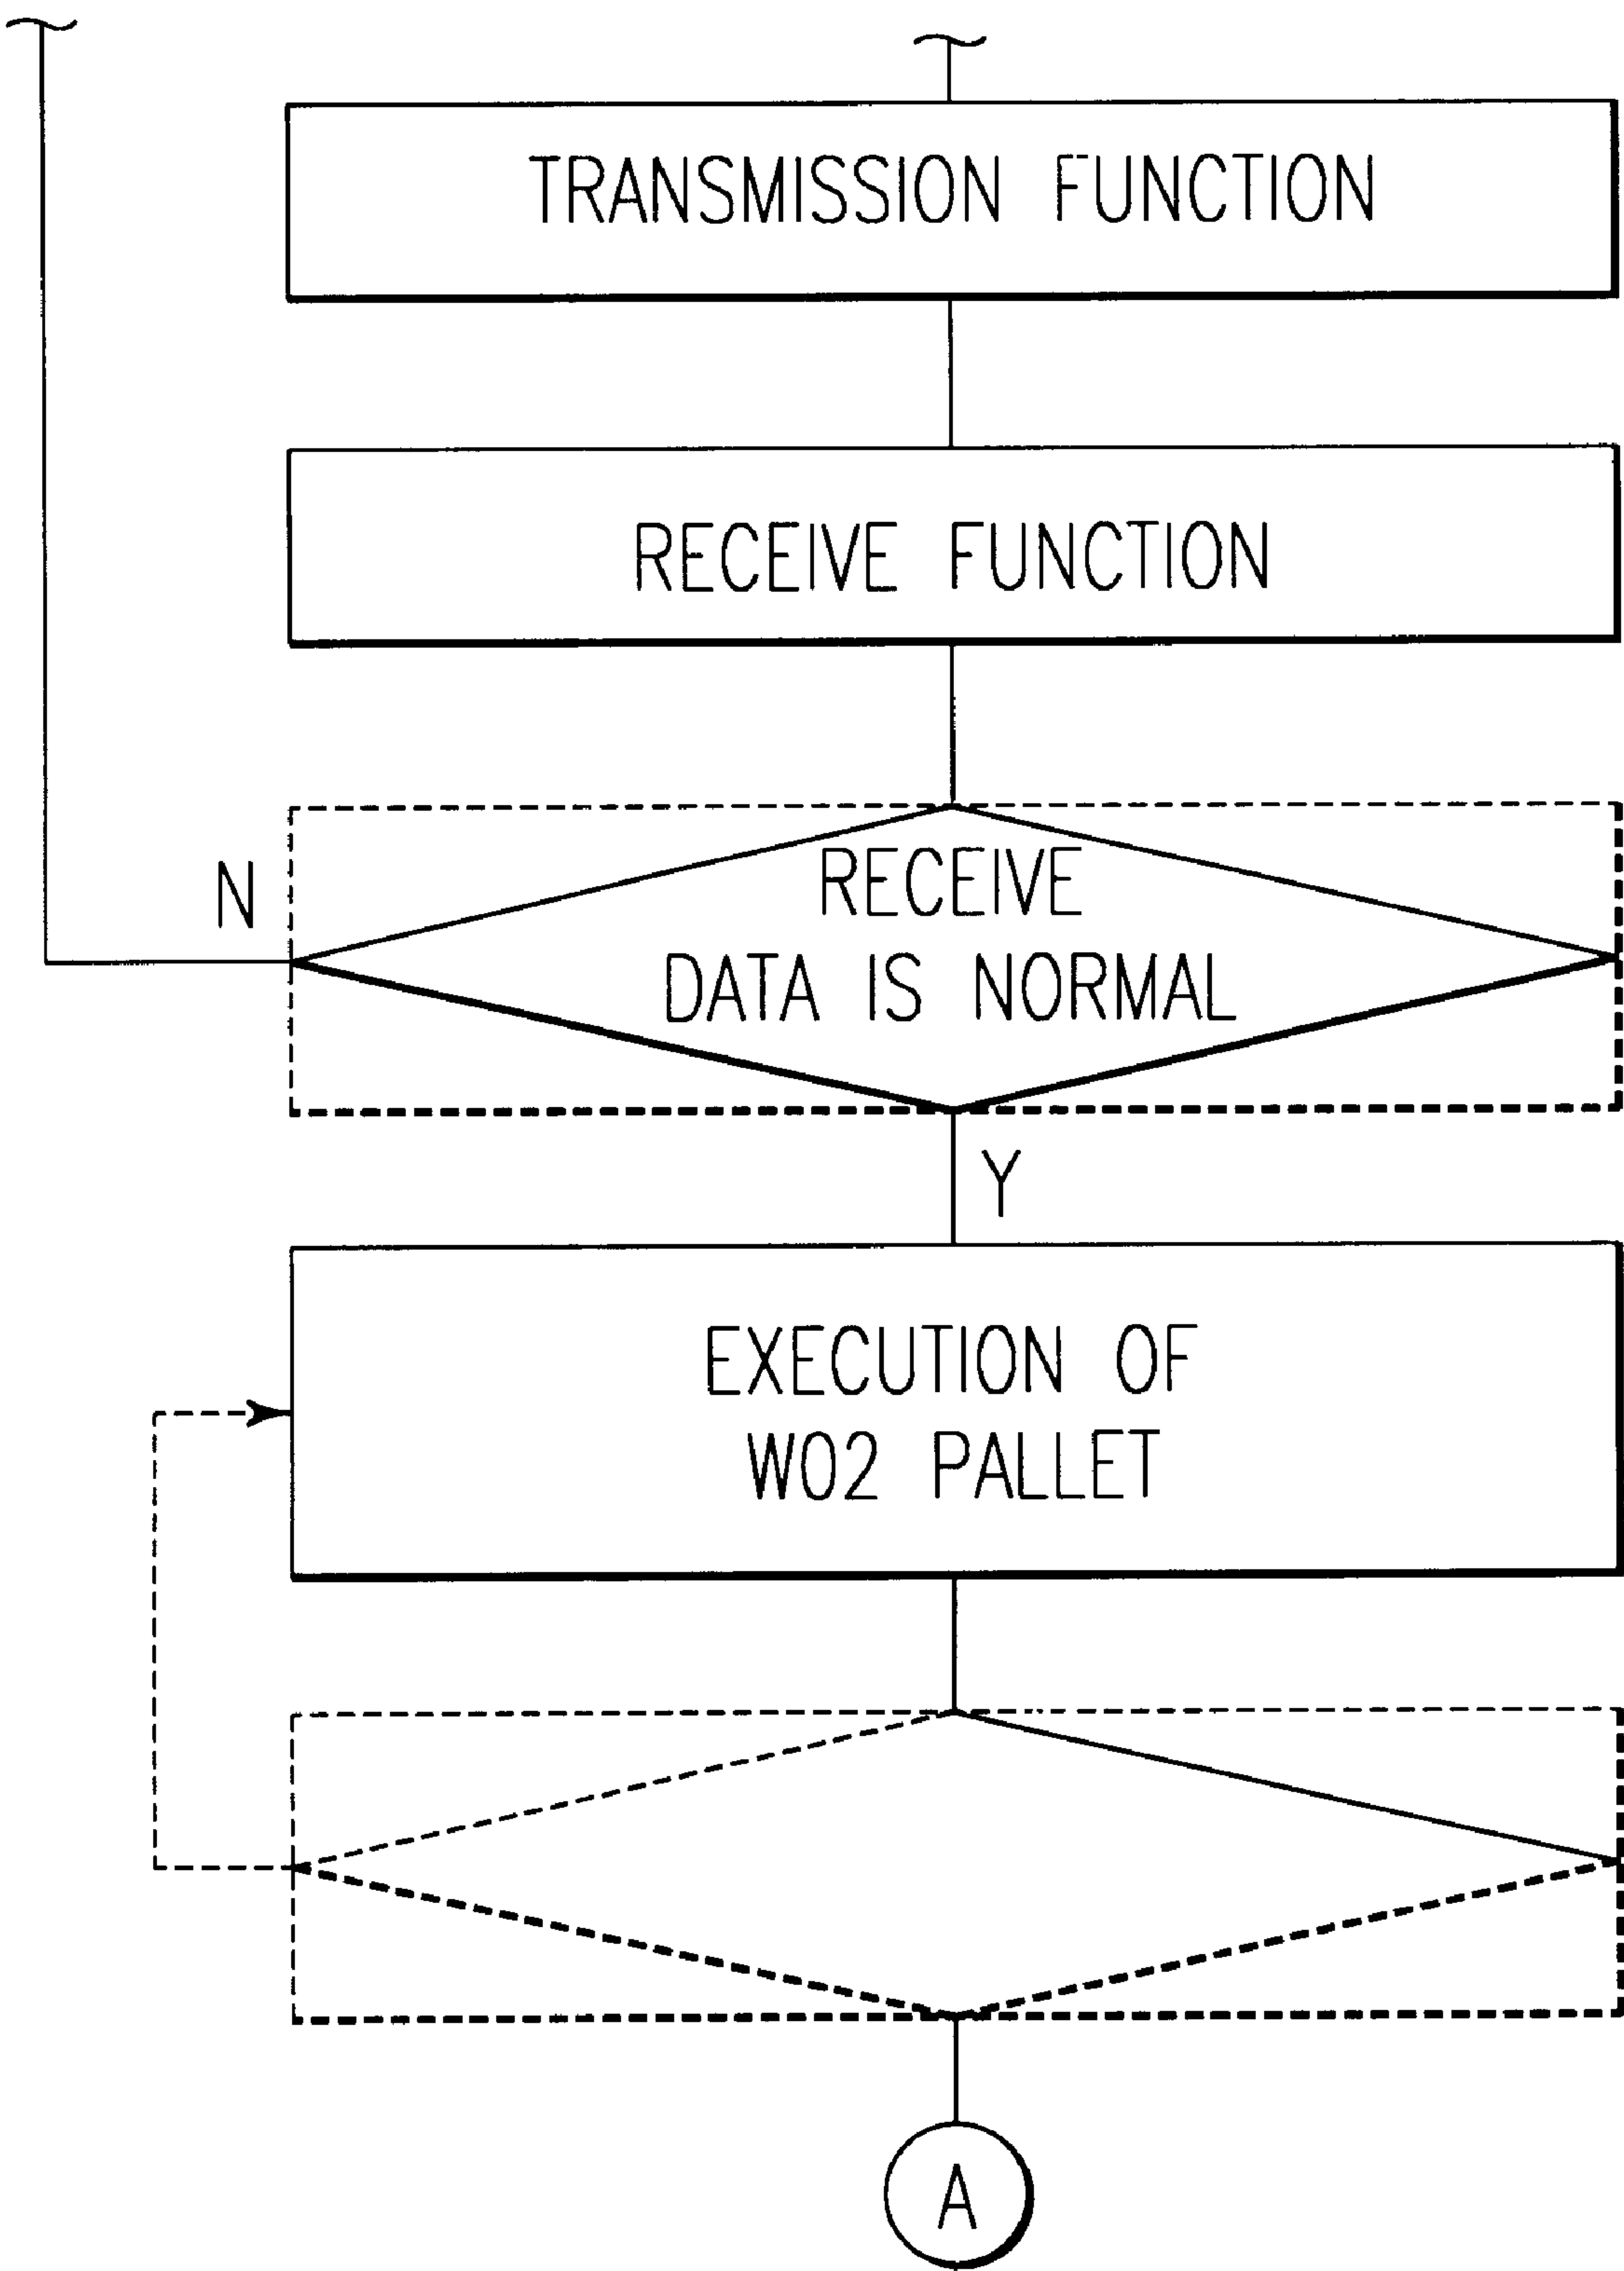 TRANSMISSION FUNCTION
RECEIVE FUNCTION
N
RECEIVE
DATA IS NORMAL
Y
EXECUTION OF
W02 PALLET
A